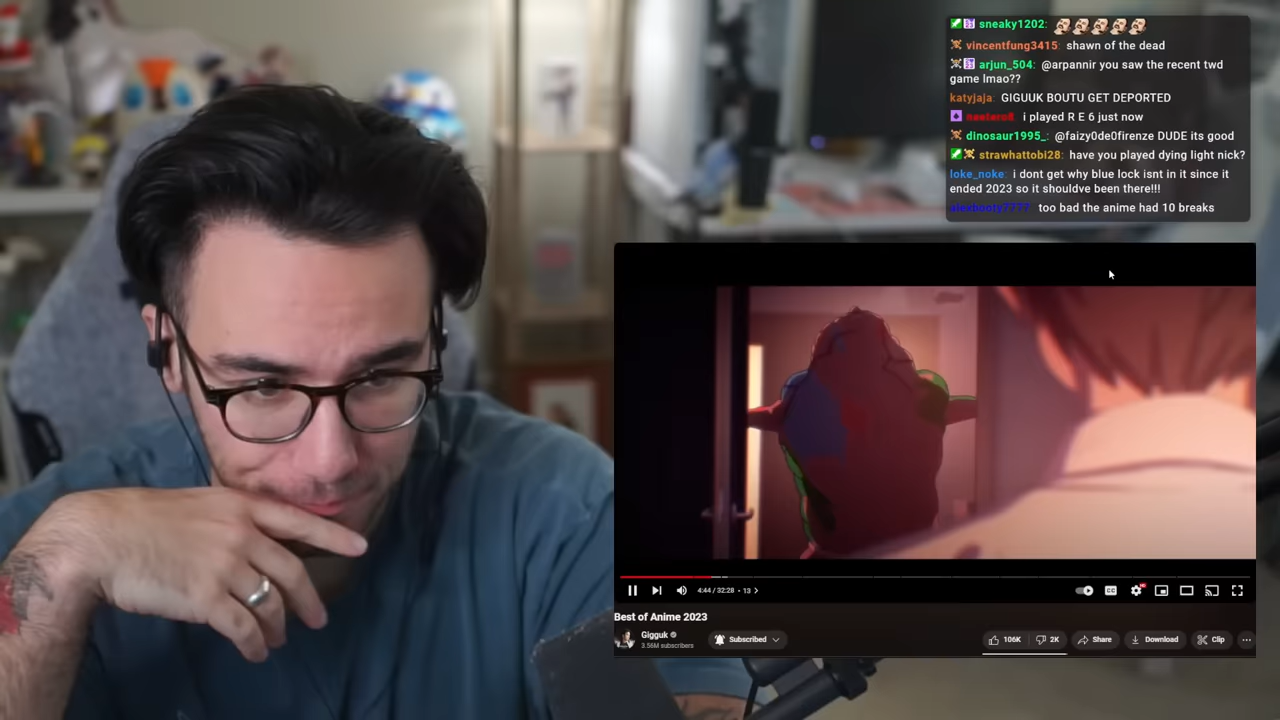 sneaky1202:
vincentfung3415: shawn of the dead
arjun_504: @arpannir you saw the recent twd
game lmao??
katyjaja: GIGUUK BOUTU GET DEPORTED
i played R E 6 just now
dinosaur1995_: @faizy0de0firenze DUDE its good
strawhattobi28: have you played dying light nick?
loke_noke: i dont get why blue lock isnt in it since it
ended 2023 so it shouldve been there!!!
alexbooty7777: too bad the anime had 10 breaks
4:44 / 32:28 • 13 >
Best of Anime 2023
Gigguk
3.56M subscribers
Subscribed
106K
2K
Share
Download
Clip